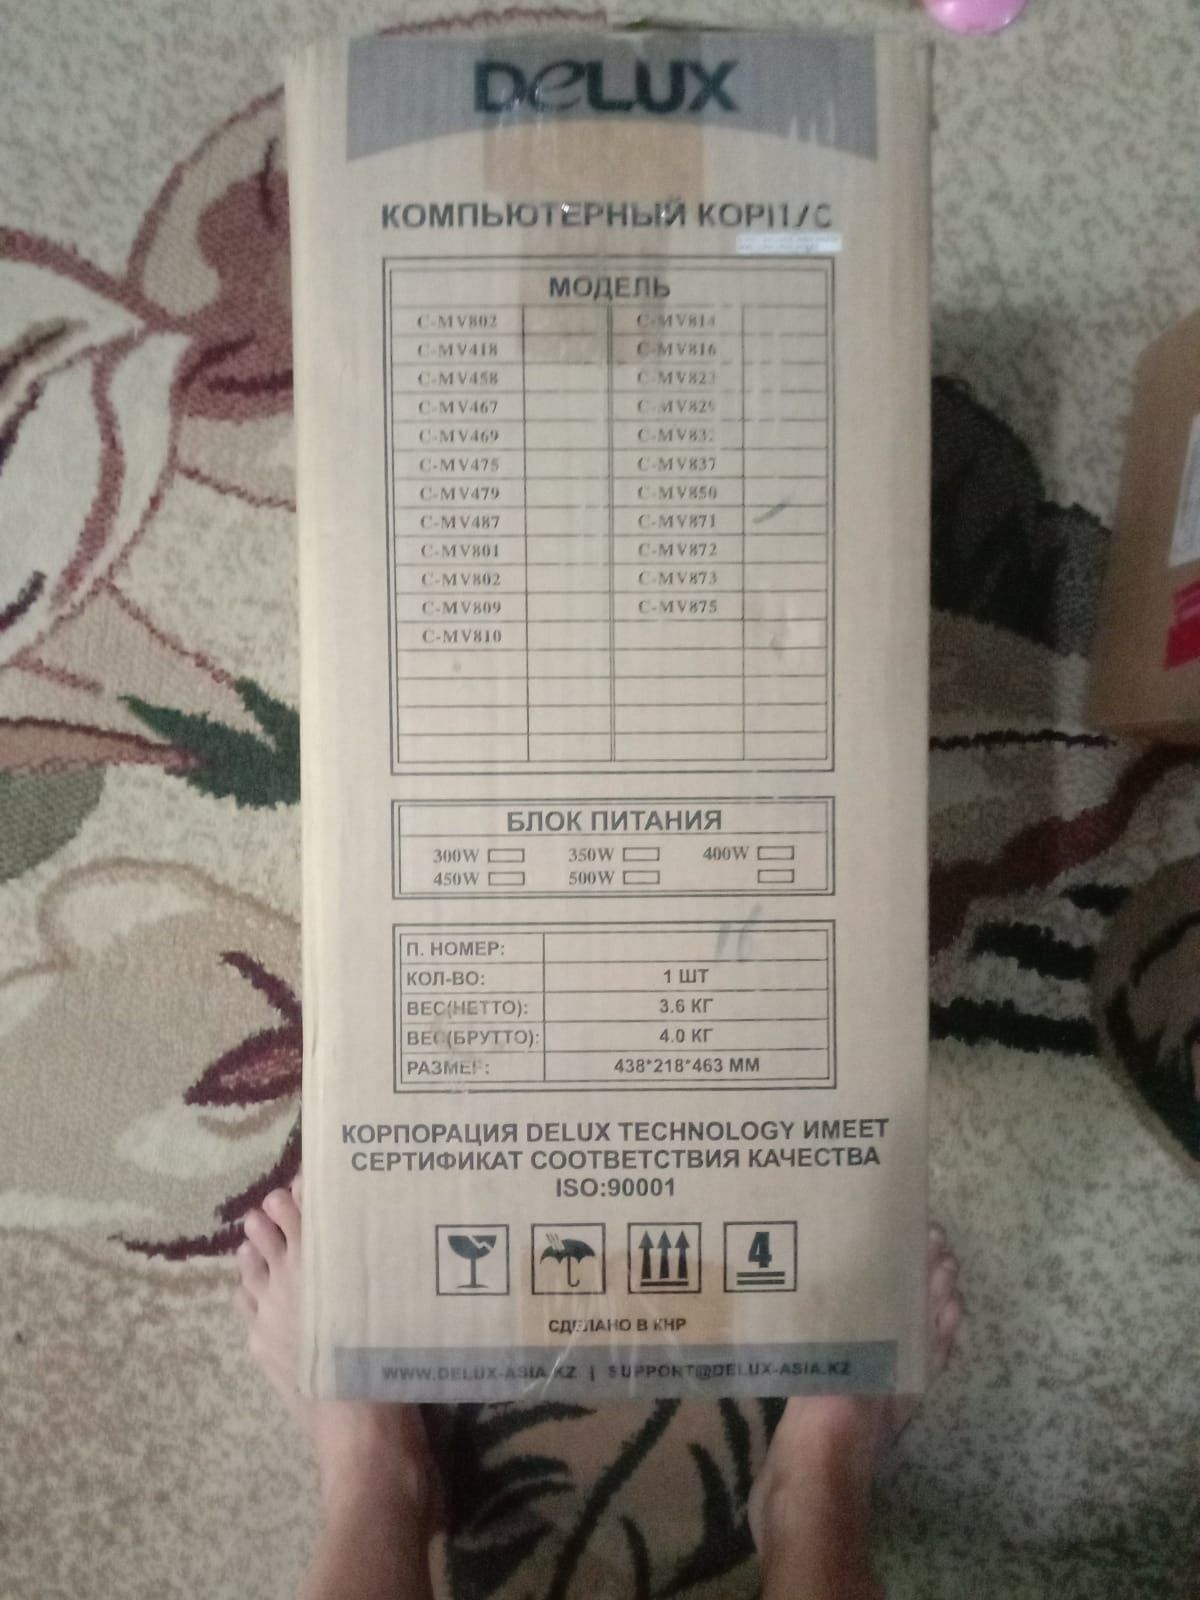 DELUX
КОМПЬЮТЕРНЫЙ КОРПУС
МОДЕЛЬ
C-MV802 C-MV814
C-MV418 C-MV816
C-MV458 C-MV823
C-MV467
C-MV469
C-MV475 C-MV837
C-MV479 C-MV850
C-MV487 C-MV871
C-MV801 C-MV872
C-MV802 C-MV873
C-MV809 C-MV875
C-MV810
БЛОК ПИТАНИЯ
300W 350W 400W
450W 500W
П. НОМЕР:
КОЛ-ВО: 1 ШТ
ВЕС(НЕТТО): 3.6 КГ
ВЕС(БРУТТО): 4.0 КГ
РАЗМЕР: 438*218*463 ММ
КОРПОРАЦИЯ DELUX TECHNOLOGY ИМЕЕТ
СЕРТИФИКАТ СООТВЕТСТВИЯ КАЧЕСТВА
ISO:90001
4
СДЕЛАНО В КНР
WWW.DELUX-ASIA.KZ | SUPPORT@DELUX-ASIA.KZ